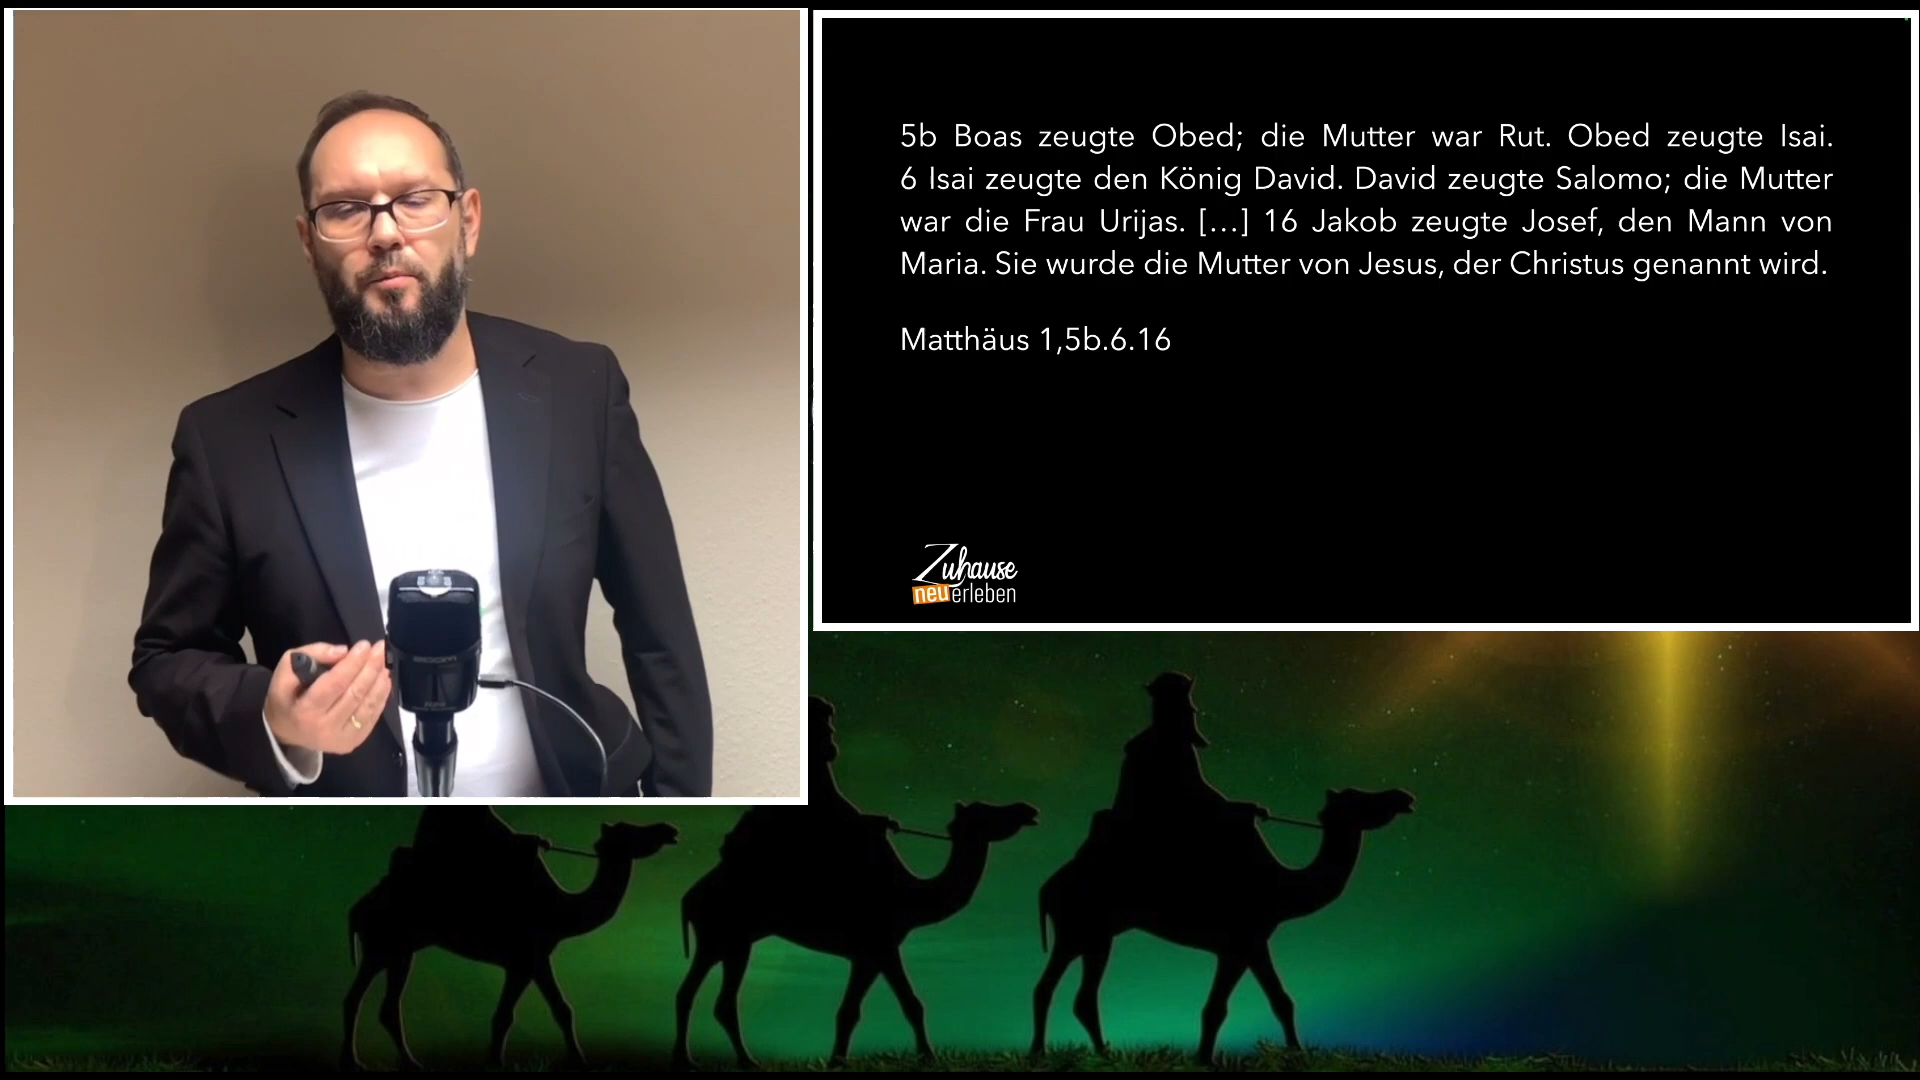 5b Boas zeugte Obed; die Mutter war Rut. Obed zeugte Isai.
6 Isai zeugte den König David. David zeugte Salomo; die Mutter
war die Frau Urijas. […] 16 Jakob zeugte Josef, den Mann von
Maria. Sie wurde die Mutter von Jesus, der Christus genannt wird.
Matthäus 1,5b.6.16
Zuhause
neu erleben
zoom